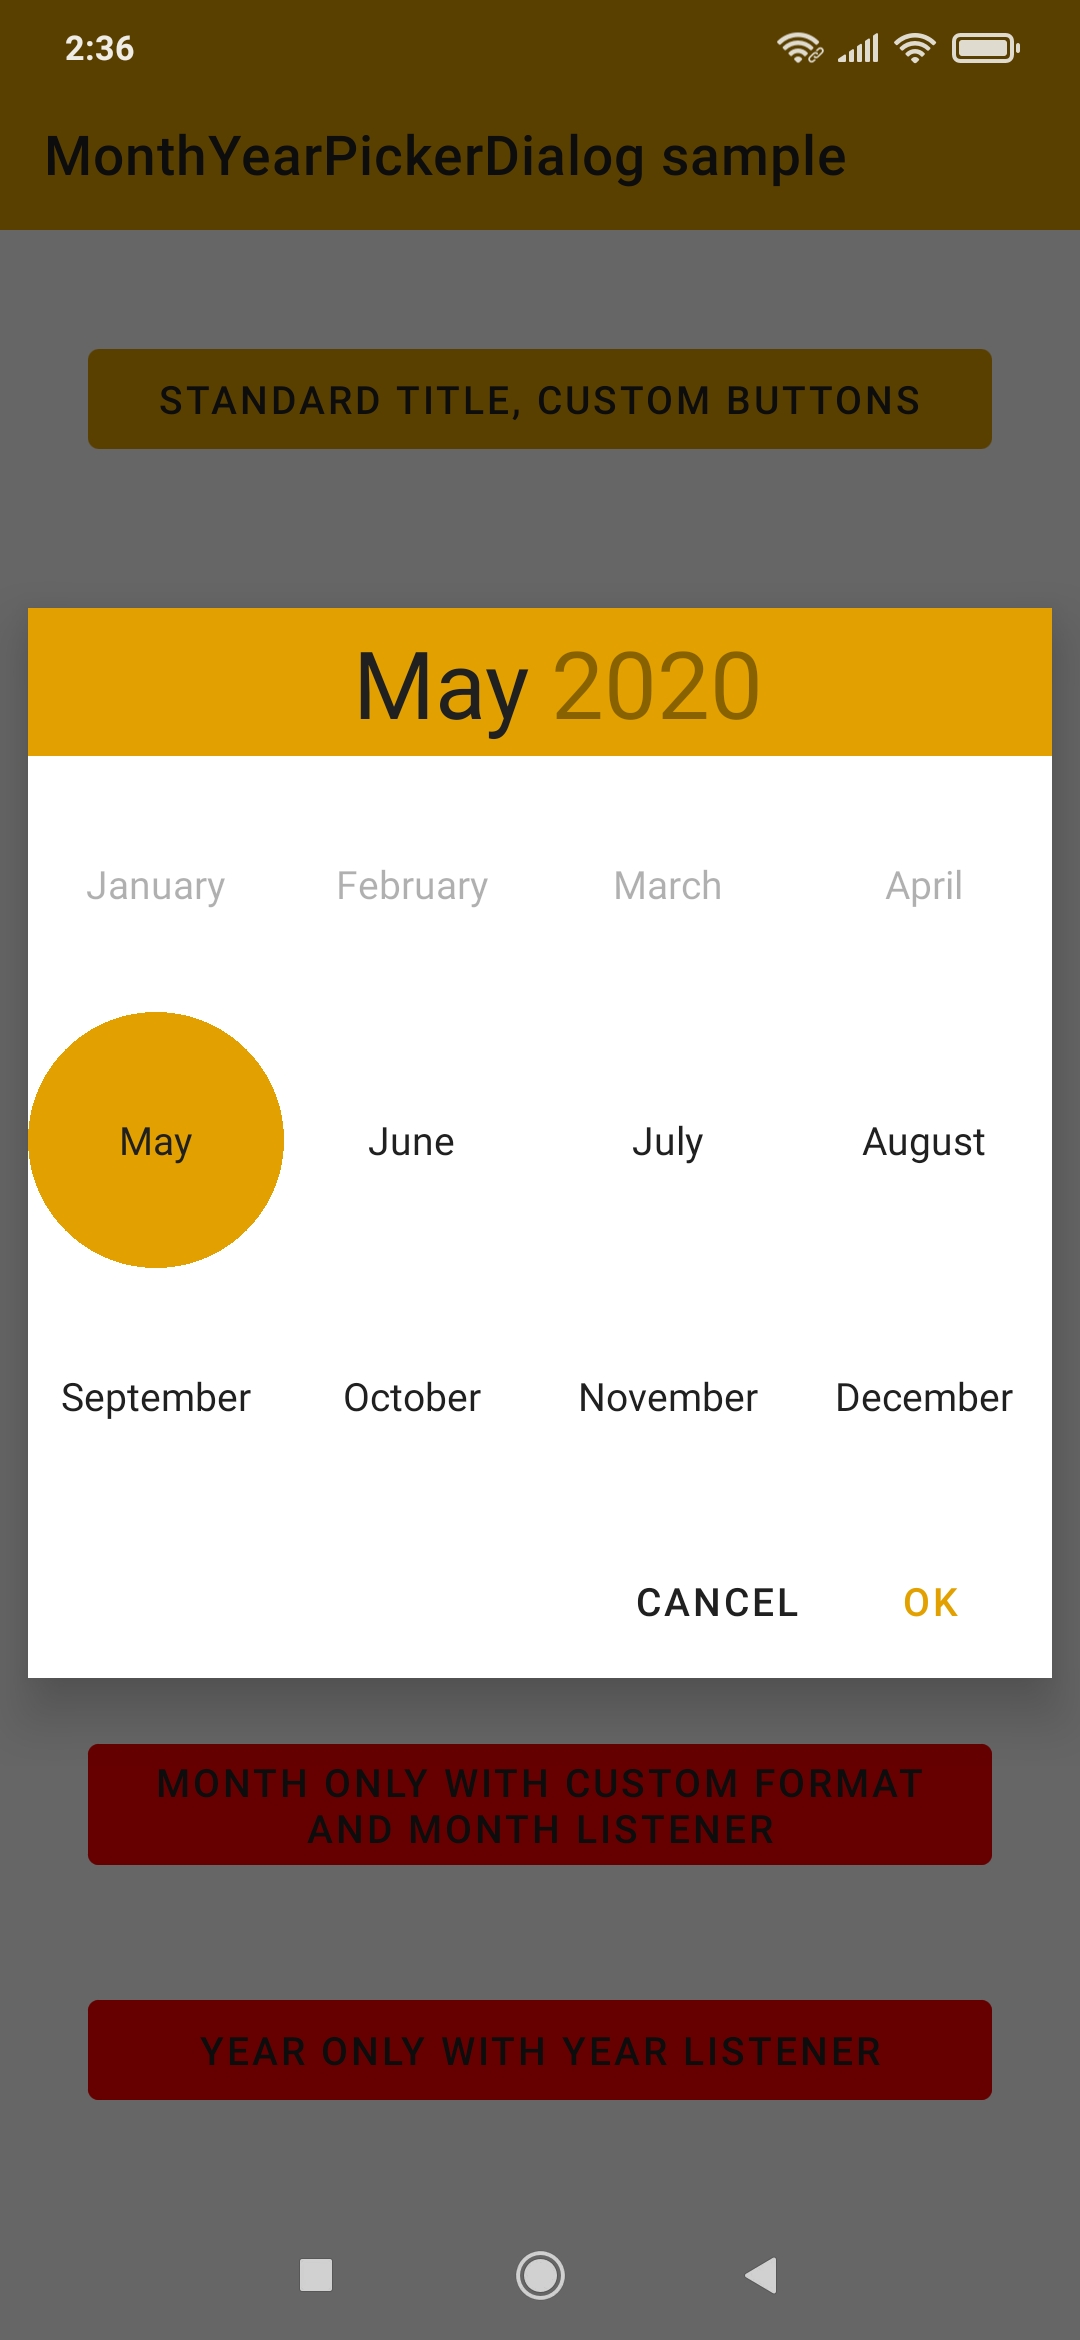 2:36
MonthYearPickerDialog sample
STANDARD TITLE, CUSTOM BUTTONS
May 2020
January February March April
May June July August
September October November December
CANCEL OK
MONTH ONLY WITH CUSTOM FORMAT
AND MONTH LISTENER
YEAR ONLY WITH YEAR LISTENER